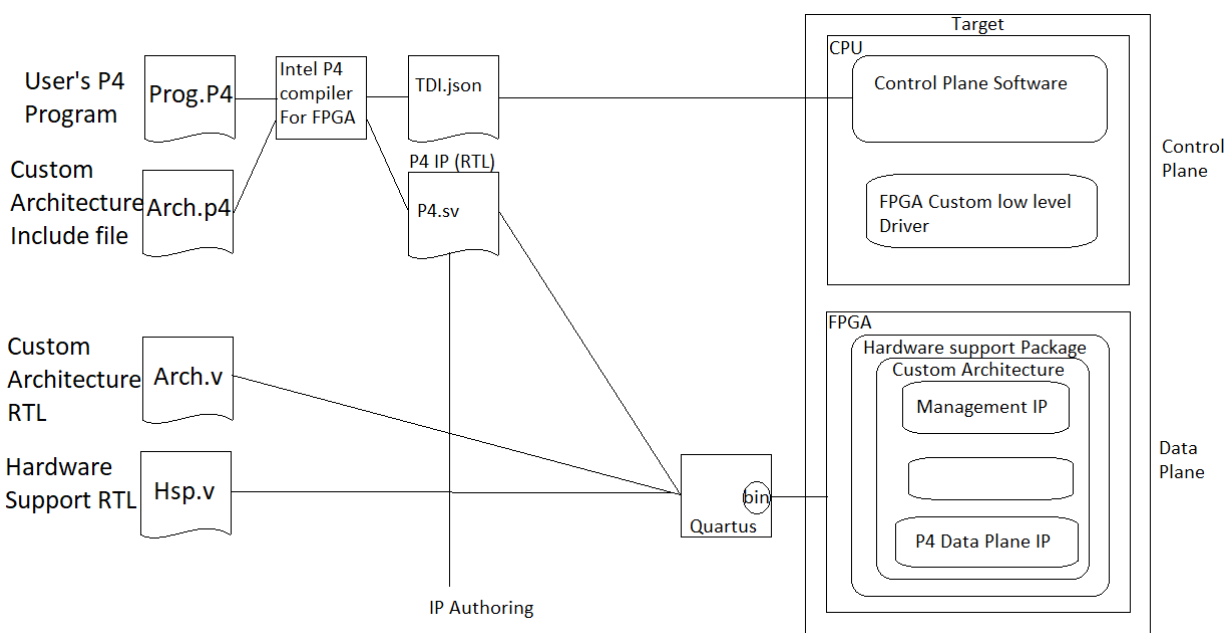 User's P4
Program
Prog.P4
Intel P4
compiler
For FPGA
TDI.json
Custom
Architecture
Include file
Arch.p4
P4 IP (RTL)
P4.sv
Custom
Architecture
RTL
Arch.v
Hardware
Support RTL
Hsp.v
bin
Quartus
IP Authoring
Target
CPU
Control Plane Software
FPGA Custom low level
Driver
Control
Plane
FPGA
Hardware support Package
Custom Architecture
Management IP
P4 Data Plane IP
Data
Plane